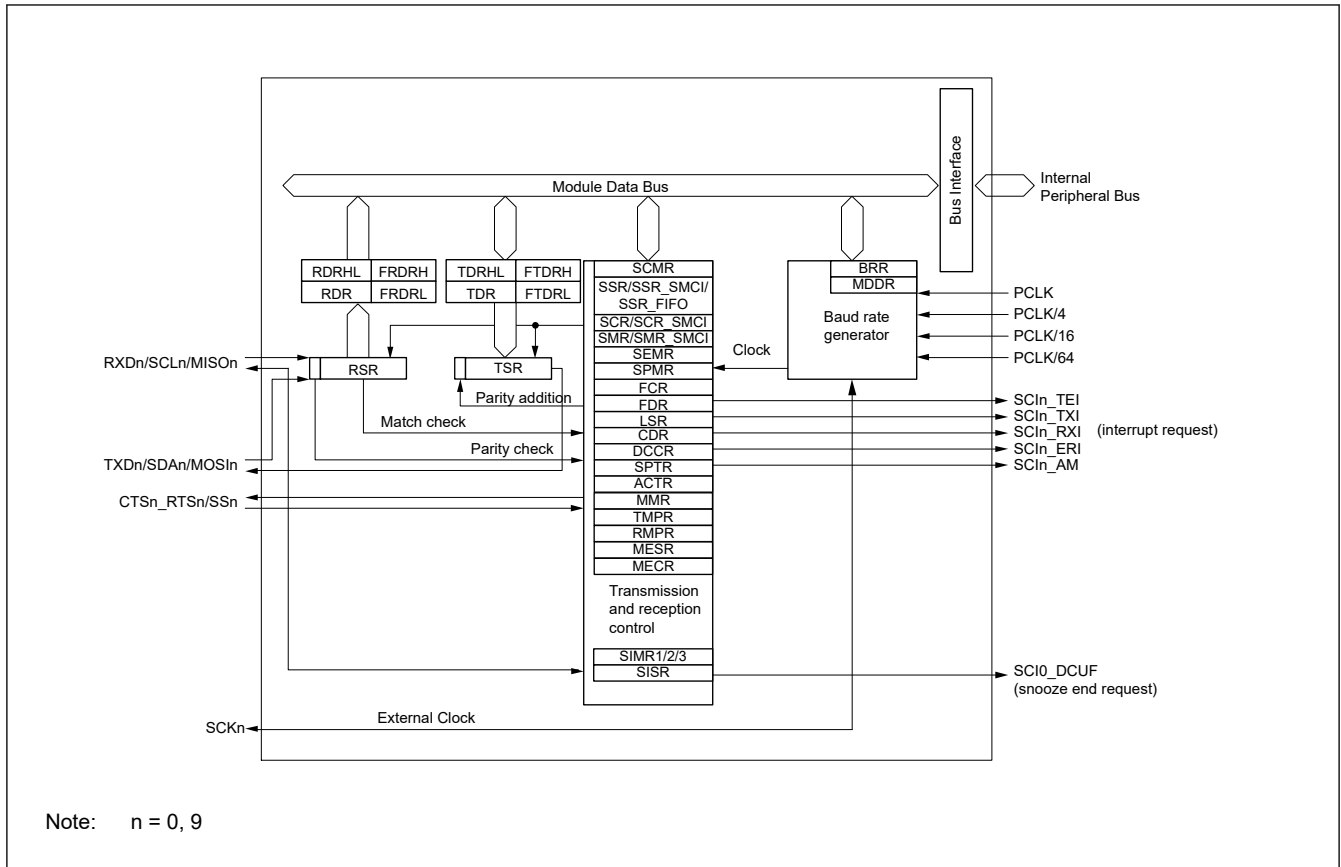 Bus Interface
Internal
Peripheral Bus
Module Data Bus
RDRHL FRDRH
RDR FRDRL
TDRHL FTDRH
TDR FTDRL
SCMR
SSR/SSR_SMCI/
SSR_FIFO
SCR/SCR_SMCI
SMR/SMR_SMCI
SEMR
SPMR
FCR
FDR
LSR
CDR
DCCR
SPTR
ACTR
MMR
TMPR
RMPR
MESR
MECR
Transmission
and reception
control
SIMR1/2/3
SISR
BRR
MDDR
Baud rate
generator
Clock
PCLK
PCLK/4
PCLK/16
PCLK/64
RXDn/SCLn/MISOn
RSR
TSR
Parity addition
Match check
Parity check
TXDn/SDAn/MOSIn
CTSn_RTSn/SSn
SCIn_TEI
SCIn_TXI
SCIn_RXI (interrupt request)
SCIn_ERI
SCIn_AM
SCI0_DCUF
(snooze end request)
External Clock
SCKn
Note: n = 0, 9